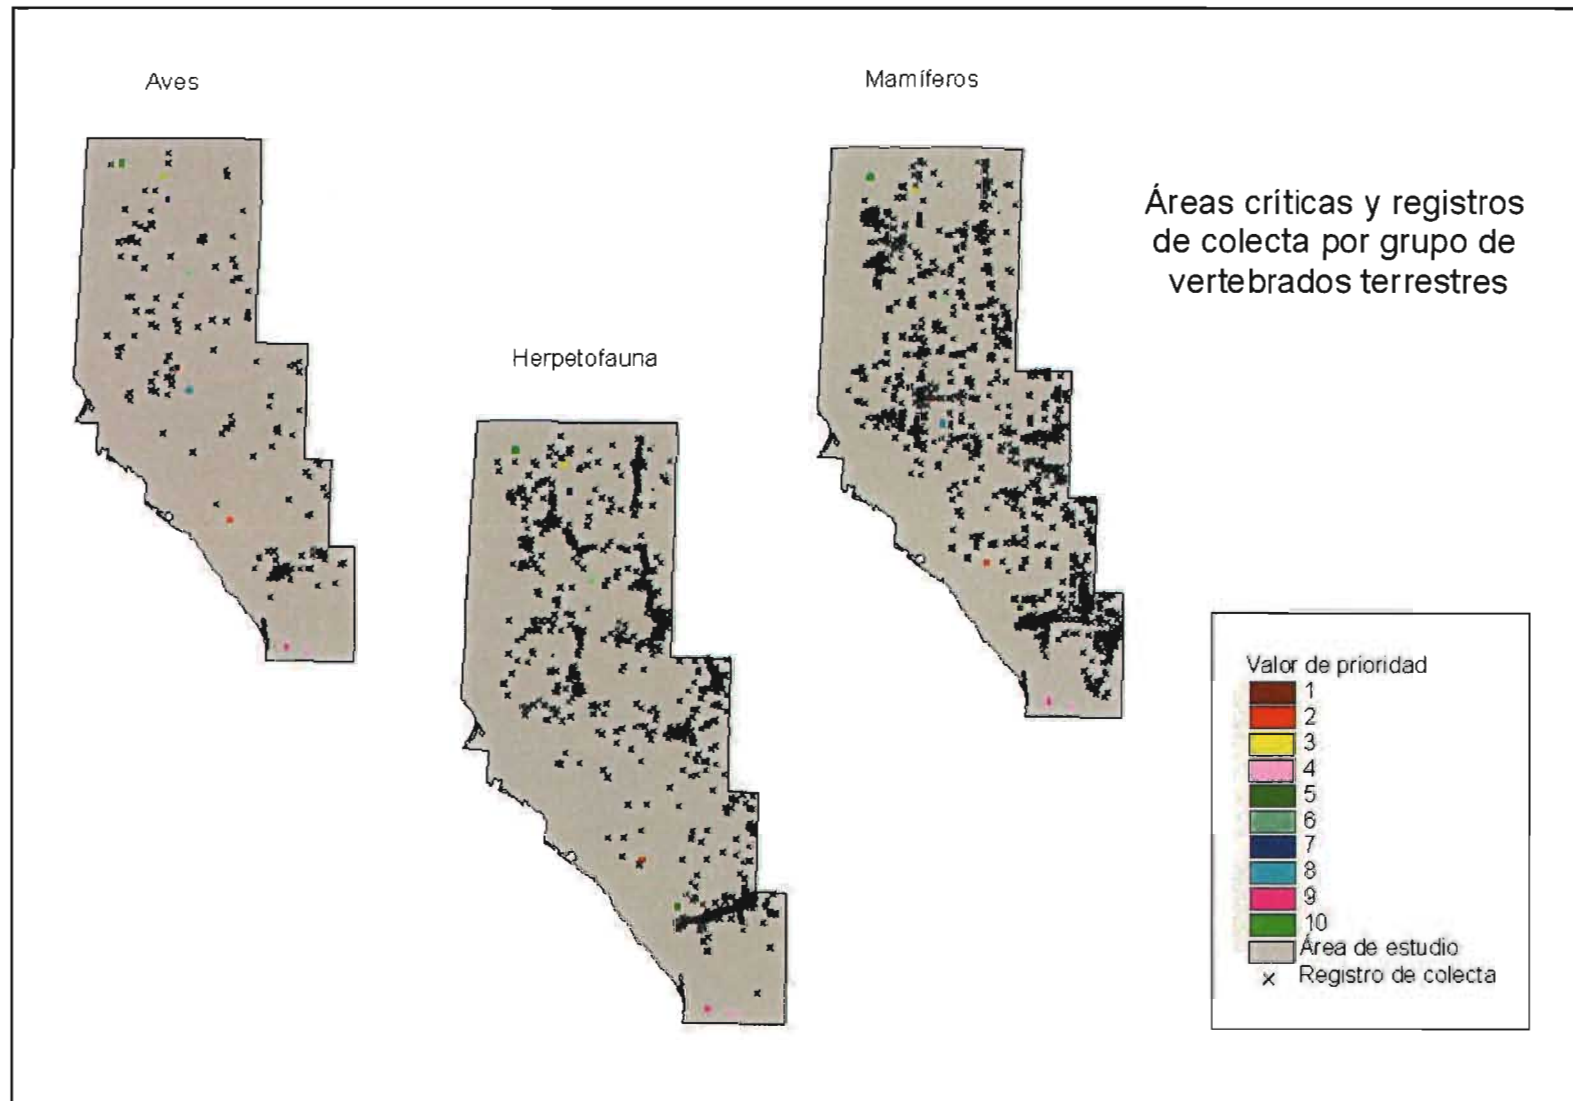 Aves
Mamíferos
Áreas críticas y registros
de colecta por grupo de
vertebrados terrestres
Herpetofauna
Valor de prioridad
1
2
3
4
5
6
7
8
9
10
Área de estudio
Registro de colecta